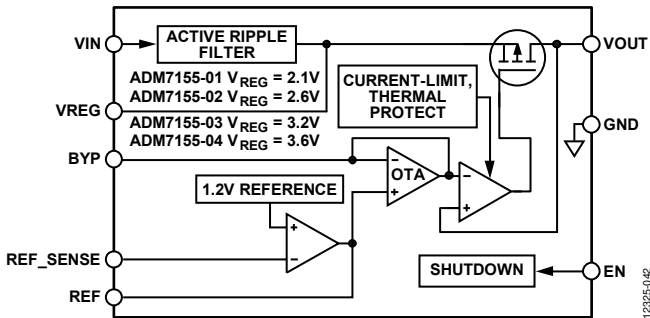 VIN
ACTIVE RIPPLE
FILTER
VOUT
ADM7155-01 VREG = 2.1V
ADM7155-02 VREG = 2.6V
ADM7155-03 VREG = 3.2V
ADM7155-04 VREG = 3.6V
VREG
CURRENT-LIMIT,
THERMAL
PROTECT
GND
BYP
−
OTA
+
−
+
1.2V REFERENCE
+
−
REF_SENSE
REF
SHUTDOWN
EN
12325-042